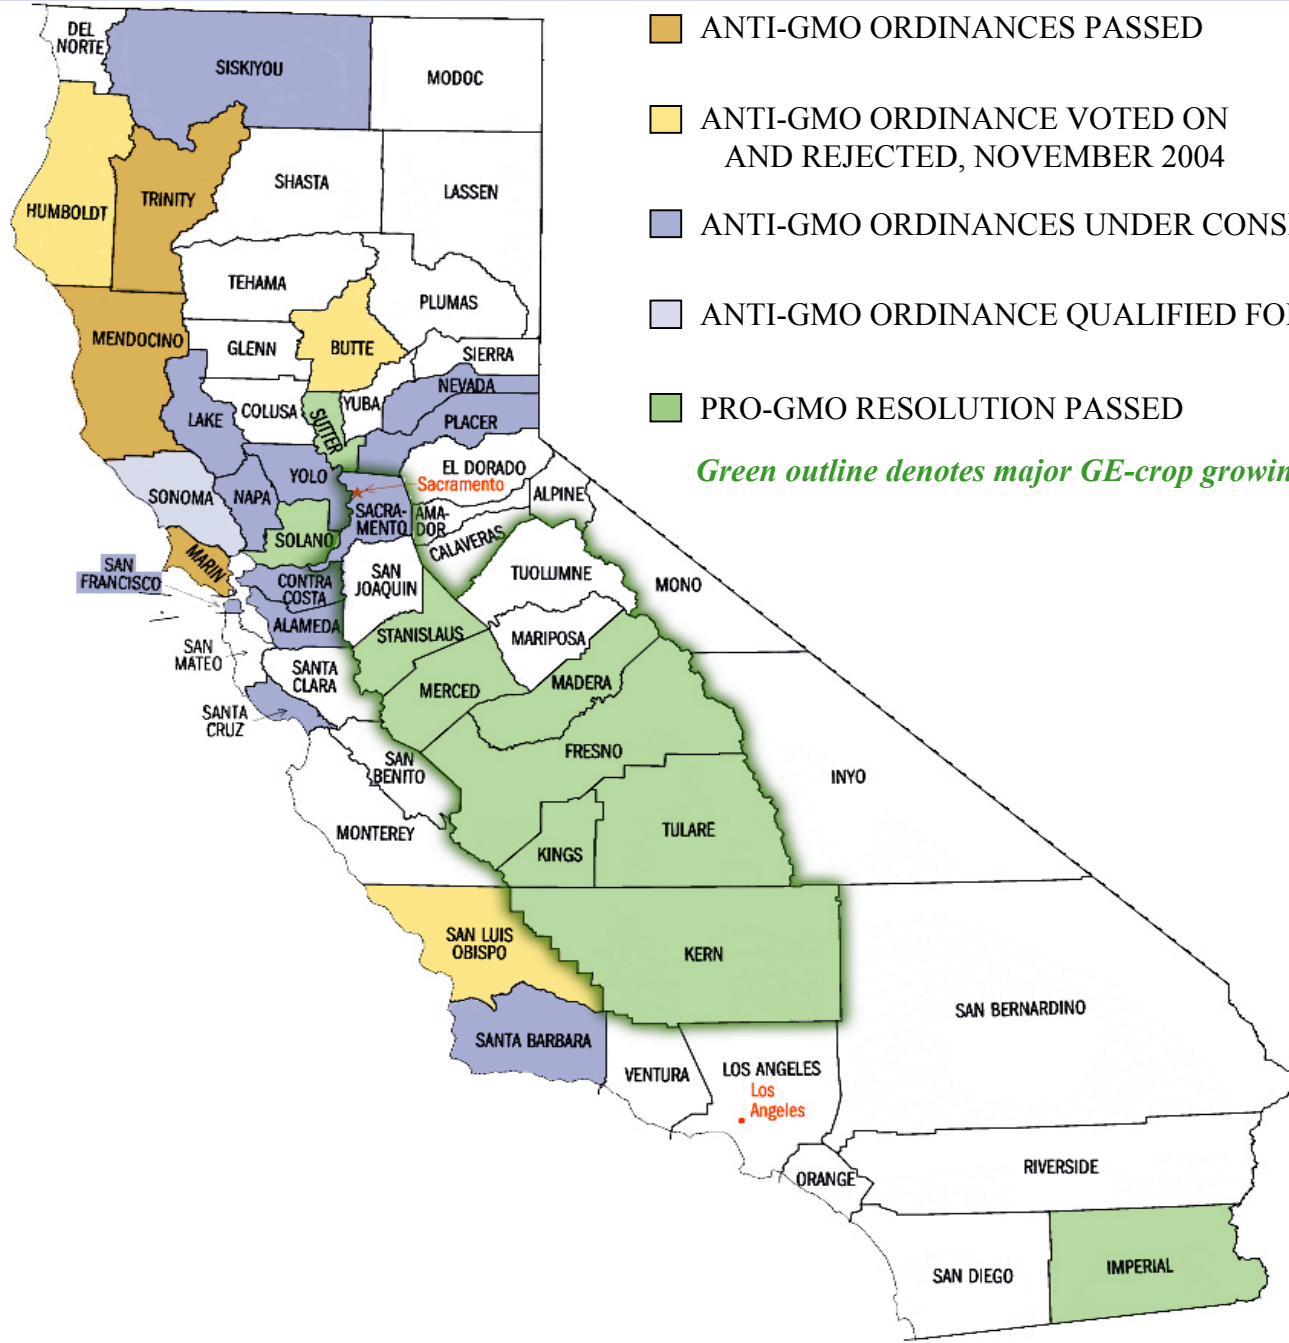 ANTI-GMO ORDINANCES PASSED
ANTI-GMO ORDINANCE VOTED ON
AND REJECTED, NOVEMBER 2004
ANTI-GMO ORDINANCES UNDER
ANTI-GMO ORDINANCE QUALIFIED
PRO-GMO RESOLUTION PASSED
Green outline denotes major GE-crop
DEL
NORTE
SISKIYOU
MODOC
HUMBOLDT
TRINITY
SHASTA
LASSEN
TEHAMA
PLUMAS
MENDOCINO
GLENN
BUTTE
SIERRA
NEVADA
LAKE
COLUSA
SUTTER
YUBA
PLACER
SONOMA
NAPA
YOLO
EL DORADO
Sacramento
SACRA-
MENTO
AMA-
DOR
ALPINE
SOLANO
CALAVERAS
MARIN
SAN
FRANCISCO
CONTRA
COSTA
SAN
JOAQUIN
TUOLUMNE
MONO
ALAMEDA
STANISLAUS
MARIPOSA
SAN
MATEO
SANTA
CLARA
MERCED
MADERA
SANTA
CRUZ
SAN
BENITO
FRESNO
INYO
MONTEREY
KINGS
TULARE
SAN LUIS
OBISPO
KERN
SAN BERNARDINO
SANTA BARBARA
VENTURA
LOS ANGELES
Los
Angeles
ORANGE
RIVERSIDE
SAN DIEGO
IMPERIAL